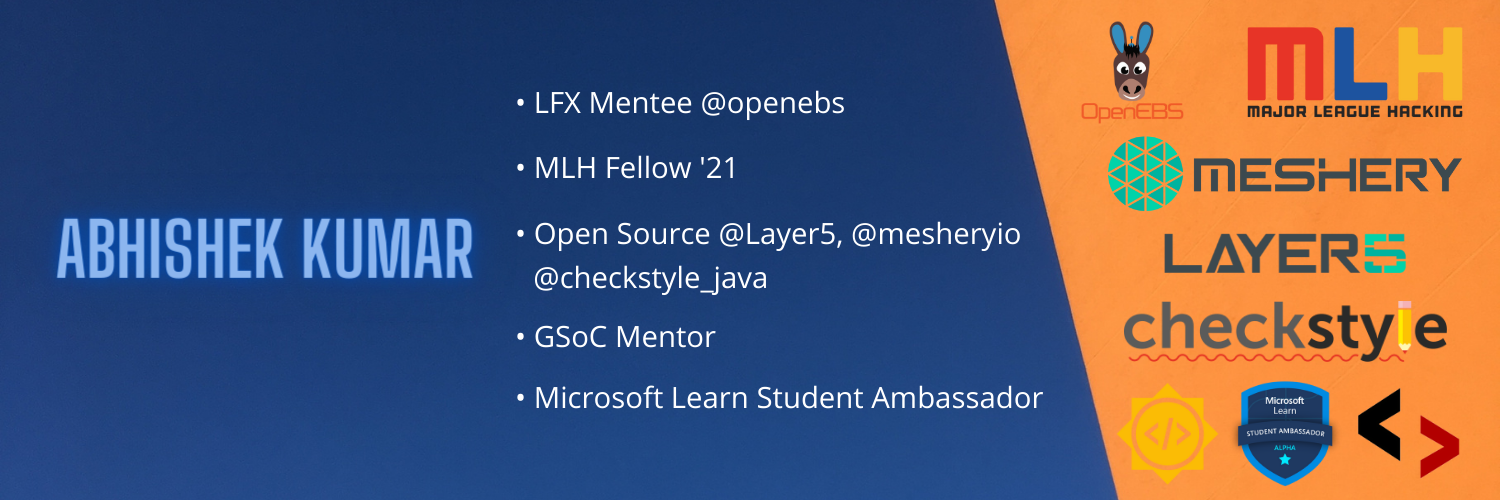 ABHISHEK KUMAR
• LFX Mentee @openebs
• MLH Fellow '21
• Open Source @Layer5, @mesheryio
@checkstyle_java
• GSoC Mentor
• Microsoft Learn Student Ambassador
OpenEBS
MLH
MAJOR LEAGUE HACKING
MESHERY
LAYER5
checkstyle
</>
Microsoft
Learn
STUDENT AMBASSADOR
ALPHA
< >